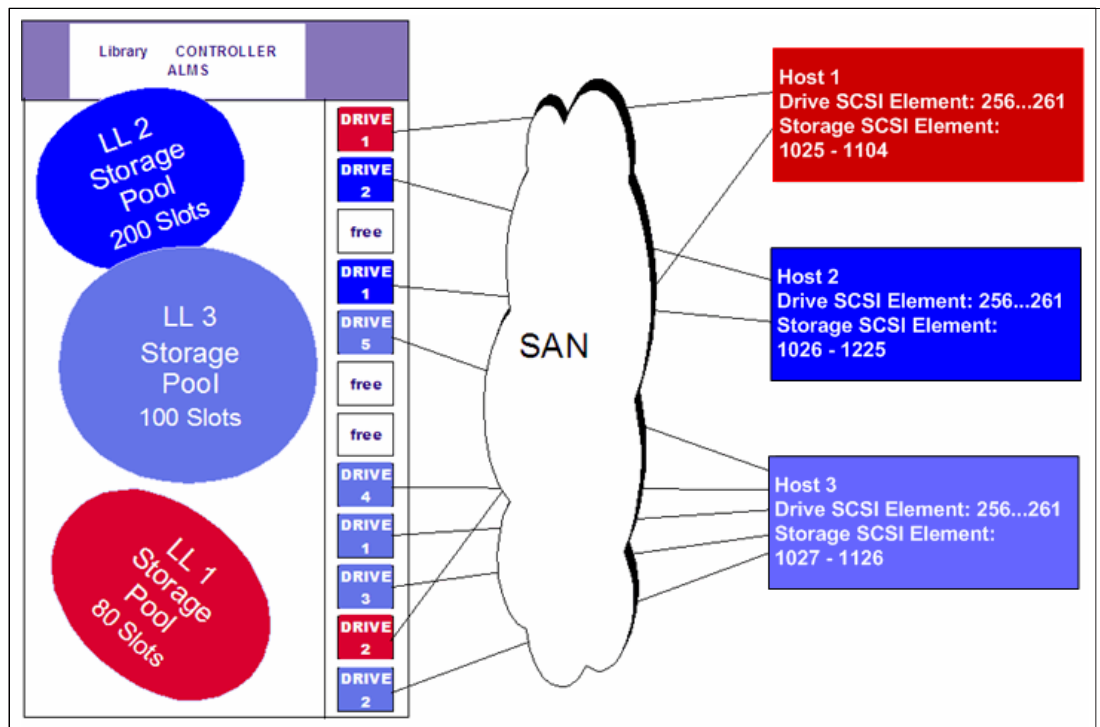 Library CONTROLLER
ALMS
LL 2
Storage
Pool
200 Slots
LL 3
Storage
Pool
100 Slots
LL 1
Storage
Pool
80 Slots
DRIVE
1
DRIVE
2
free
DRIVE
1
DRIVE
5
free
free
DRIVE
4
DRIVE
1
DRIVE
3
DRIVE
2
DRIVE
2
SAN
Host 1
Drive SCSI Element: 256...261
Storage SCSI Element:
1025 - 1104
Host 2
Drive SCSI Element: 256...261
Storage SCSI Element:
1026 - 1225
Host 3
Drive SCSI Element: 256...261
Storage SCSI Element:
1027 - 1126